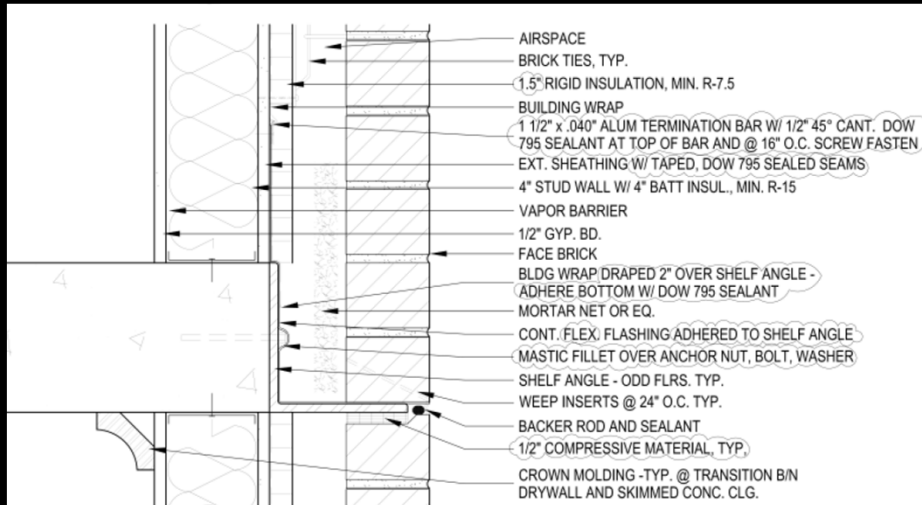 AIRSPACE
BRICK TIES, TYP.
1.5" RIGID INSULATION, MIN. R-7.5
BUILDING WRAP
1 1/2" x .040" ALUM TERMINATION BAR W/ 1/2" 45° CANT. DOW
795 SEALANT AT TOP OF BAR AND @ 16" O.C. SCREW FASTEN
EXT. SHEATHING W/ TAPED, DOW 795 SEALED SEAMS
4" STUD WALL W/ 4" BATT INSUL., MIN. R-15
VAPOR BARRIER
1/2" GYP. BD.
FACE BRICK
BLDG WRAP DRAPED 2" OVER SHELF ANGLE -
ADHERE BOTTOM W/ DOW 795 SEALANT
MORTAR NET OR EQ.
CONT. FLEX. FLASHING ADHERED TO SHELF ANGLE
MASTIC FILLET OVER ANCHOR NUT, BOLT, WASHER
SHELF ANGLE - ODD FLRS. TYP.
WEEP INSERTS @ 24" O.C. TYP.
BACKER ROD AND SEALANT
1/2" COMPRESSIVE MATERIAL, TYP,
CROWN MOLDING -TYP. @ TRANSITION B/N
DRYWALL AND SKIMMED CONC. CLG.